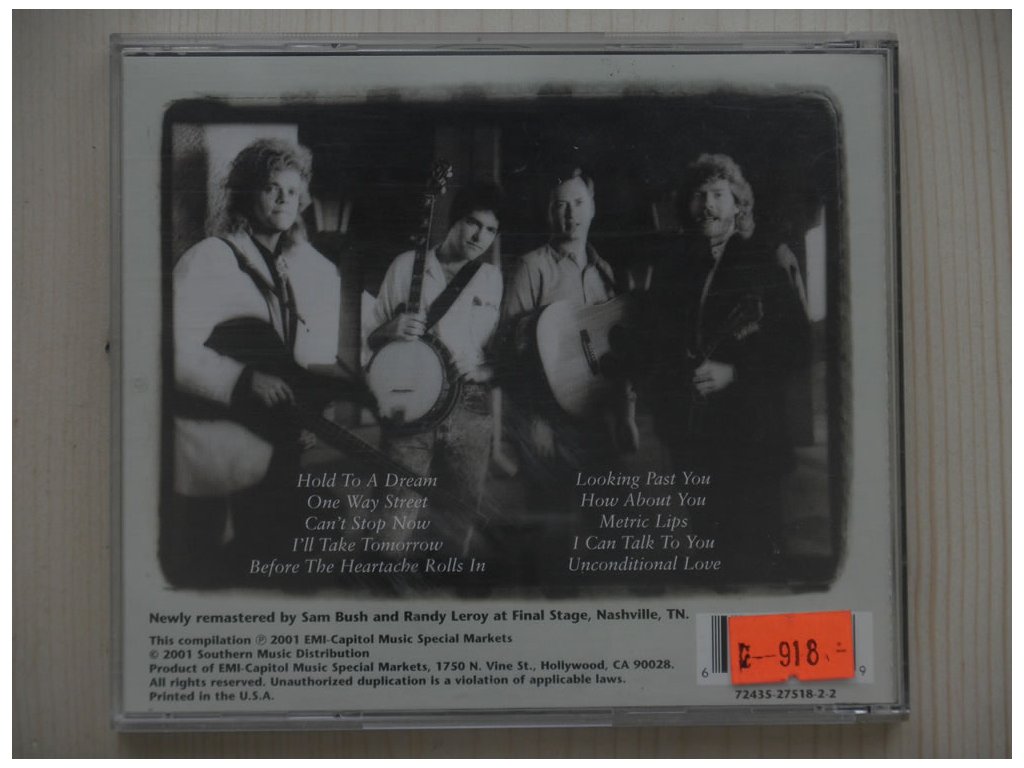 Hold To A Dream
One Way Street
Can't Stop Now
I'll Take Tomorrow
Before The Heartache Rolls In
Looking Past You
How About You
Metric Lips
I Can Talk To You
Unconditional Love
Newly remastered by Sam Bush and Randy Leroy at Final Stage, Nashville, TN.
This compilation ℗ 2001 EMI-Capitol Music Special Markets
© 2001 Southern Music Distribution
Product of EMI-Capitol Music Special Markets, 1750 N. Vine St., Hollywood, CA 90028.
All rights reserved. Unauthorized duplication is a violation of applicable laws.
Printed in the U.S.A.
--918.-
6 9
72435-27518-2-2